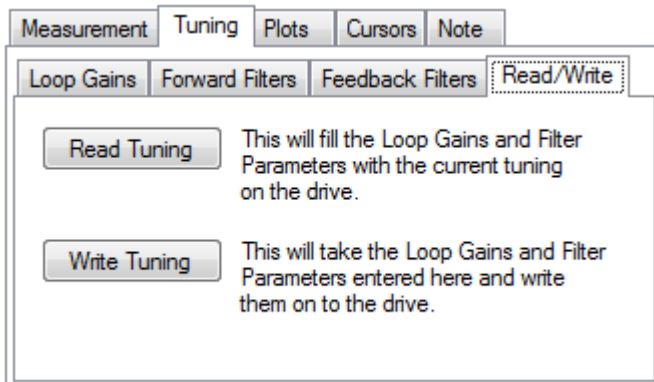 Measurement Tuning Plots Cursors Note
Loop Gains Forward Filters Feedback Filters Read/Write
Read Tuning
This will fill the Loop Gains and Filter
Parameters with the current tuning
on the drive.
Write Tuning
This will take the Loop Gains and Filter
Parameters entered here and write
them on to the drive.